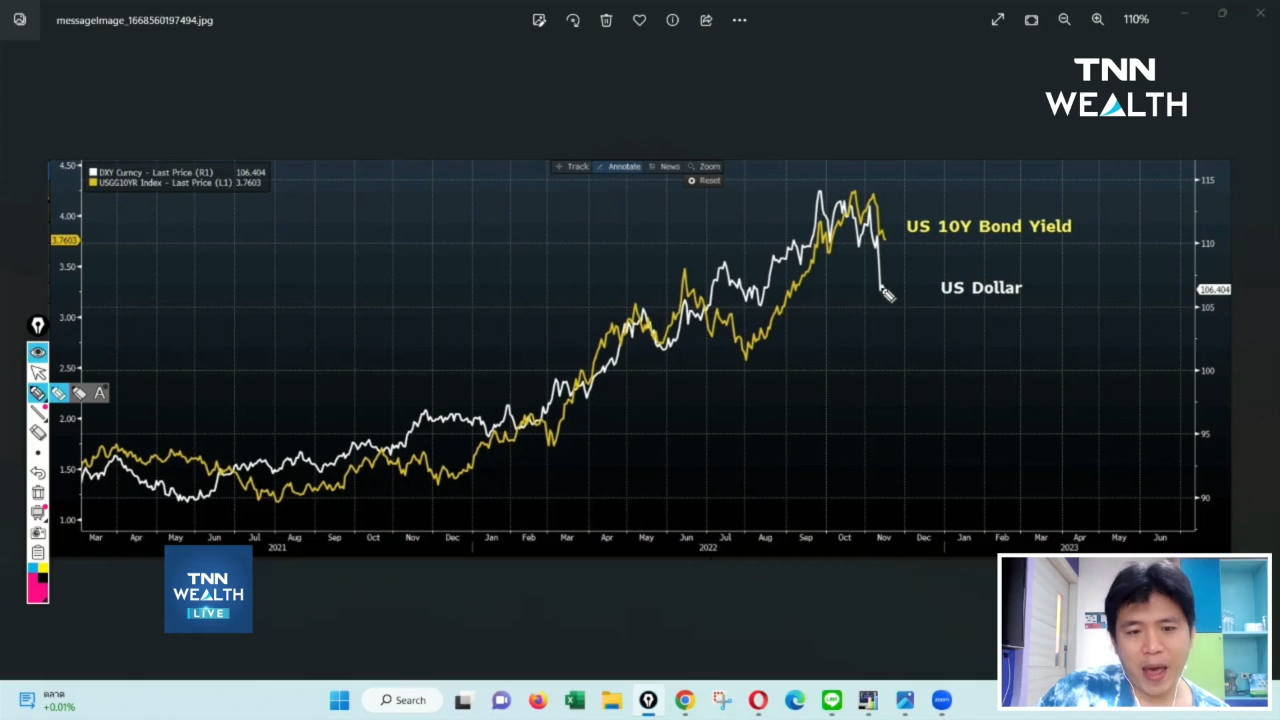 messageImage_1668560197494.jpg
110%
TNN
WEALTH
DXY Curncy - Last Price (R1) 106.404
USGG10YR Index - Last Price (L1) 3.7603
Track Annotate News Zoom
Reset
4.50
4.00
3.7603
3.50
3.00
2.50
2.00
1.50
1.00
115
110
106.404
105
100
95
90
US 10Y Bond Yield
US Dollar
A
Mar Apr May Jun Jul Aug Sep Oct Nov Dec Jan Feb Mar Apr May Jun Jul Aug Sep Oct Nov Dec Jan Feb Mar Apr May Jun
2021 2022 2023
TNN
WEALTH
LIVE
ตลาด
+0.01%
Search
LINE
zoom